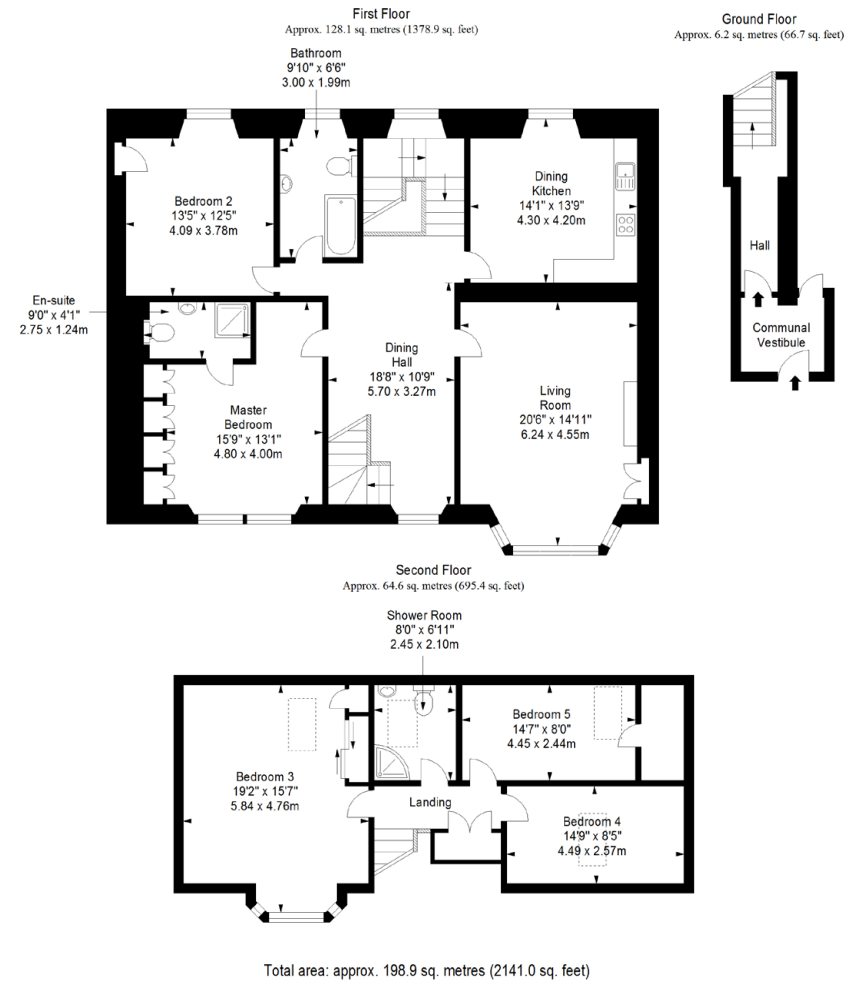 First Floor
Approx. 128.1 sq. metres (1378.9 sq. feet)
Ground Floor
Approx. 6.2 sq. metres (66.7 sq. feet)
Bathroom
9'10" x 6'6"
3.00 x 1.99m
Bedroom 2
13'5" x 12'5"
4.09 x 3.78m
Dining
Kitchen
14'1" x 13'9"
4.30 x 4.20m
Hall
En-suite
9'0" x 4'1"
2.75 x 1.24m
Communal
Vestibule
Dining
Hall
18'8" x 10'9"
5.70 x 3.27m
Master
Bedroom
15'9" x 13'1"
4.80 x 4.00m
Living
Room
20'6" x 14'11"
6.24 x 4.55m
Second Floor
Approx. 64.6 sq. metres (695.4 sq. feet)
Shower Room
8'0" x 6'11"
2.45 x 2.10m
Bedroom 5
14'7" x 8'0"
4.45 x 2.44m
Bedroom 3
19'2" x 15'7"
5.84 x 4.76m
Landing
Bedroom 4
14'9" x 8'5"
4.49 x 2.57m
Total area: approx. 198.9 sq. metres (2141.0 sq. feet)